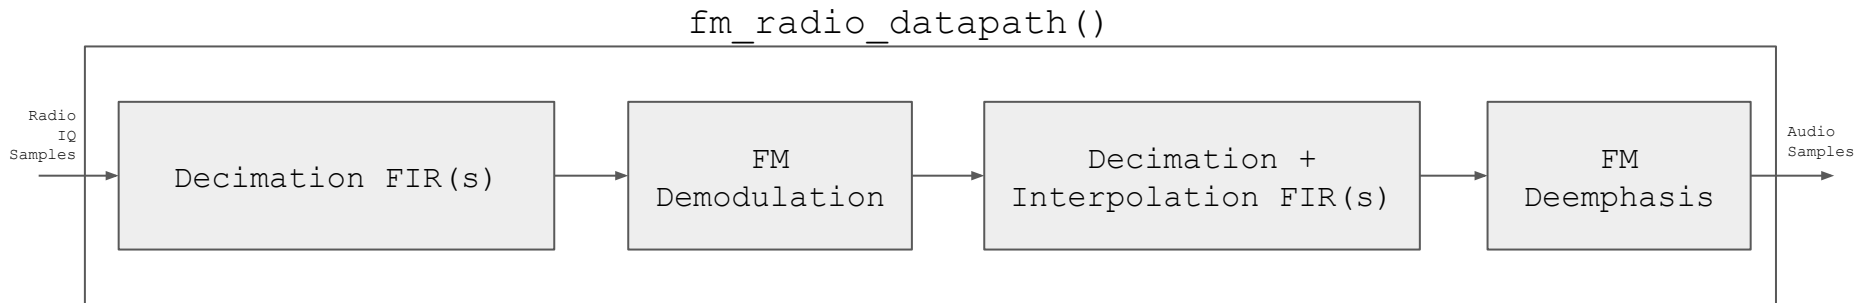 fm_radio_datapath()
Radio
IQ
Samples
Decimation FIR(s)
FM
Demodulation
Decimation +
Interpolation FIR(s)
FM
Deemphasis
Audio
Samples